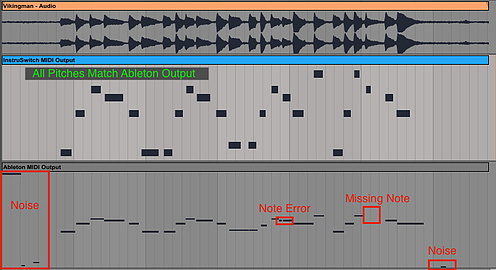 Vikingman - Audio
InstruSwitch MIDI Output
All Pitches Match Ableton Output
Ableton MIDI Output
Noise
Note Error
Missing Note
Noise